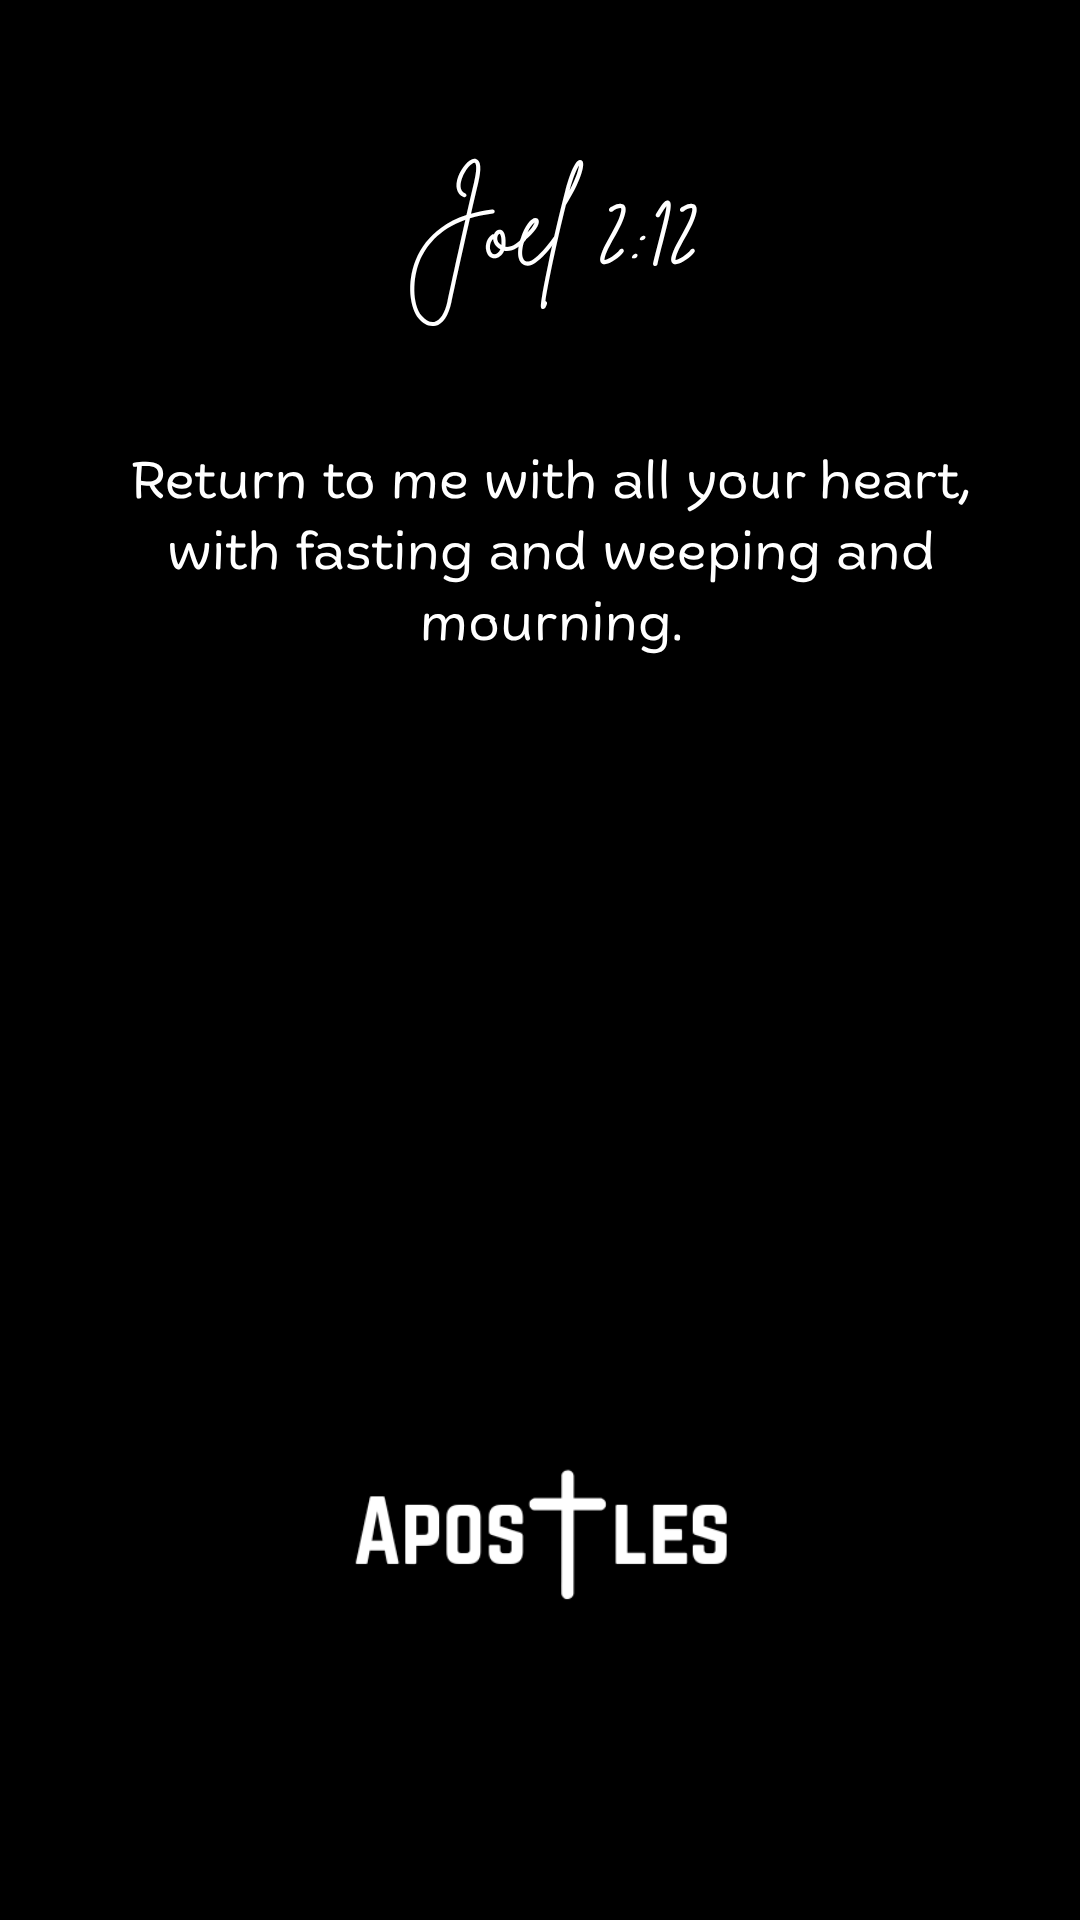 Joel 2:12
Return to me with all your heart,
with fasting and weeping and
mourning.
APOSTLES